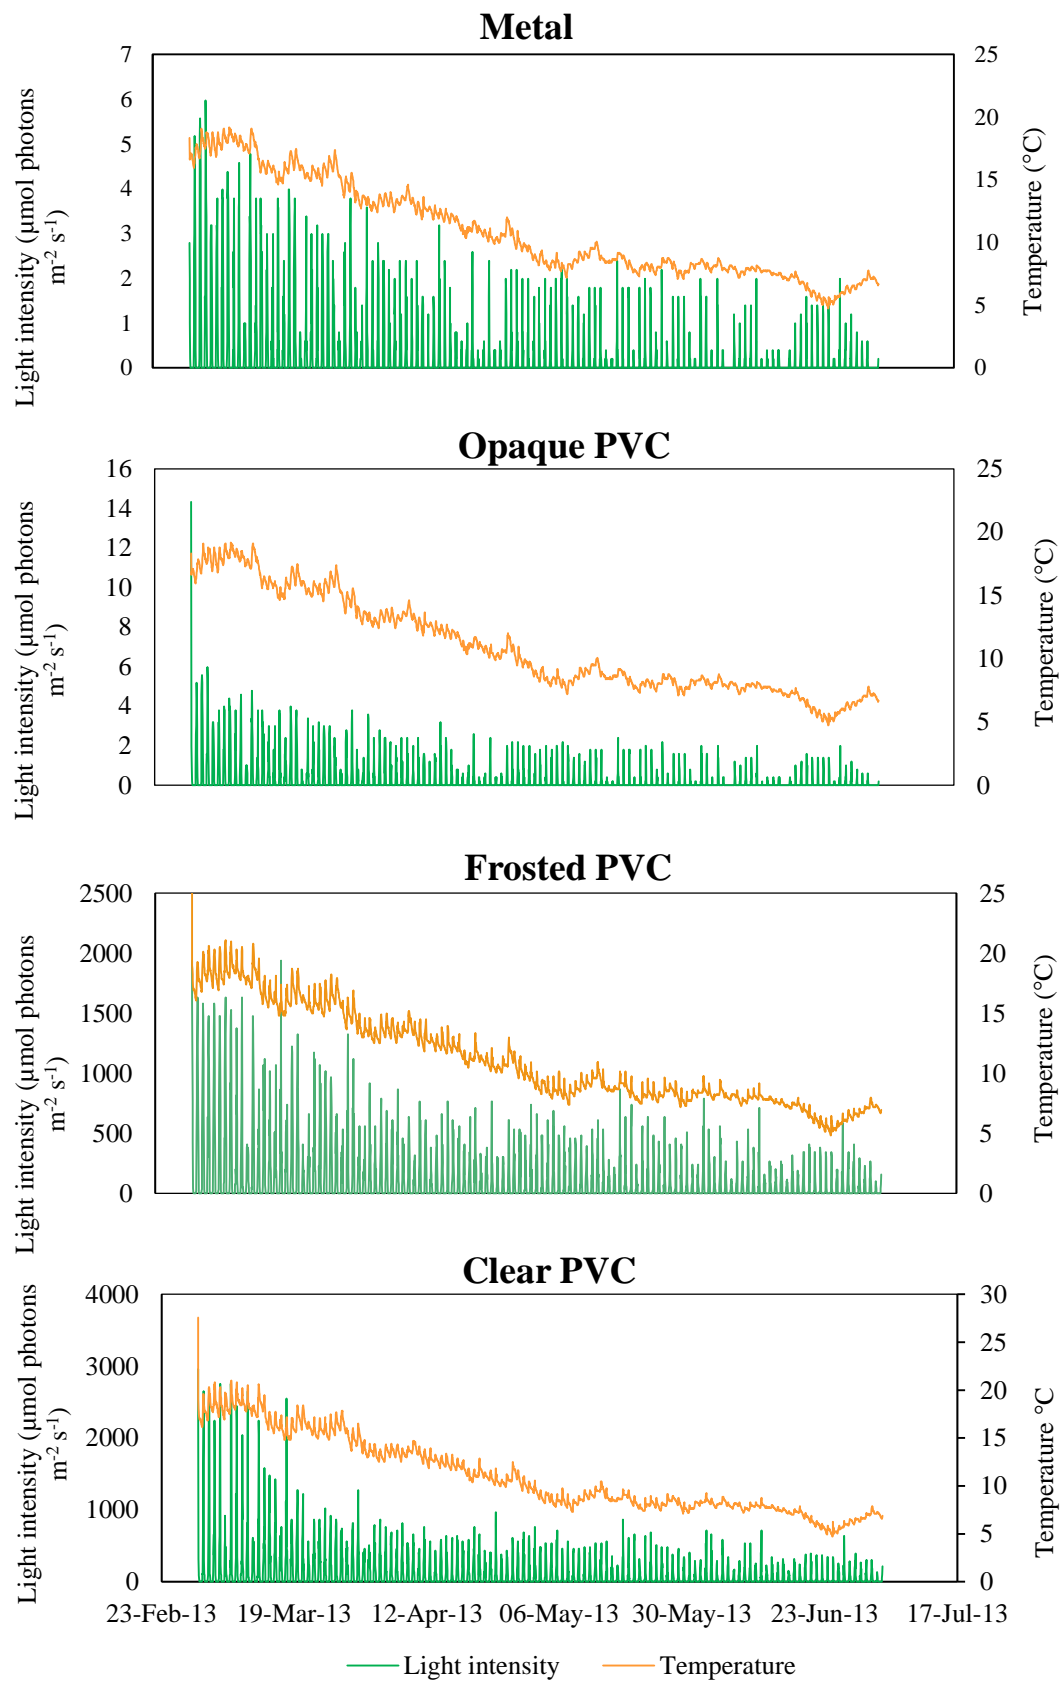 Metal
Light intensity (µmol photons
m⁻² s⁻¹)
7
6
5
4
3
2
1
0
25
20
15
10
5
0
Temperature (°C)
Opaque PVC
Light intensity (µmol photons
m⁻² s⁻¹)
16
14
12
10
8
6
4
2
0
25
20
15
10
5
0
Temperature (°C)
Frosted PVC
Light intensity (µmol photons
m⁻² s⁻¹)
2500
2000
1500
1000
500
0
25
20
15
10
5
0
Temperature (°C)
Clear PVC
Light intensity (µmol photons
m⁻² s⁻¹)
4000
3000
2000
1000
0
30
25
20
15
10
5
0
Temperature °C
23-Feb-13 19-Mar-13 12-Apr-13 06-May-13 30-May-13 23-Jun-13 17-Jul-13
Light intensity Temperature